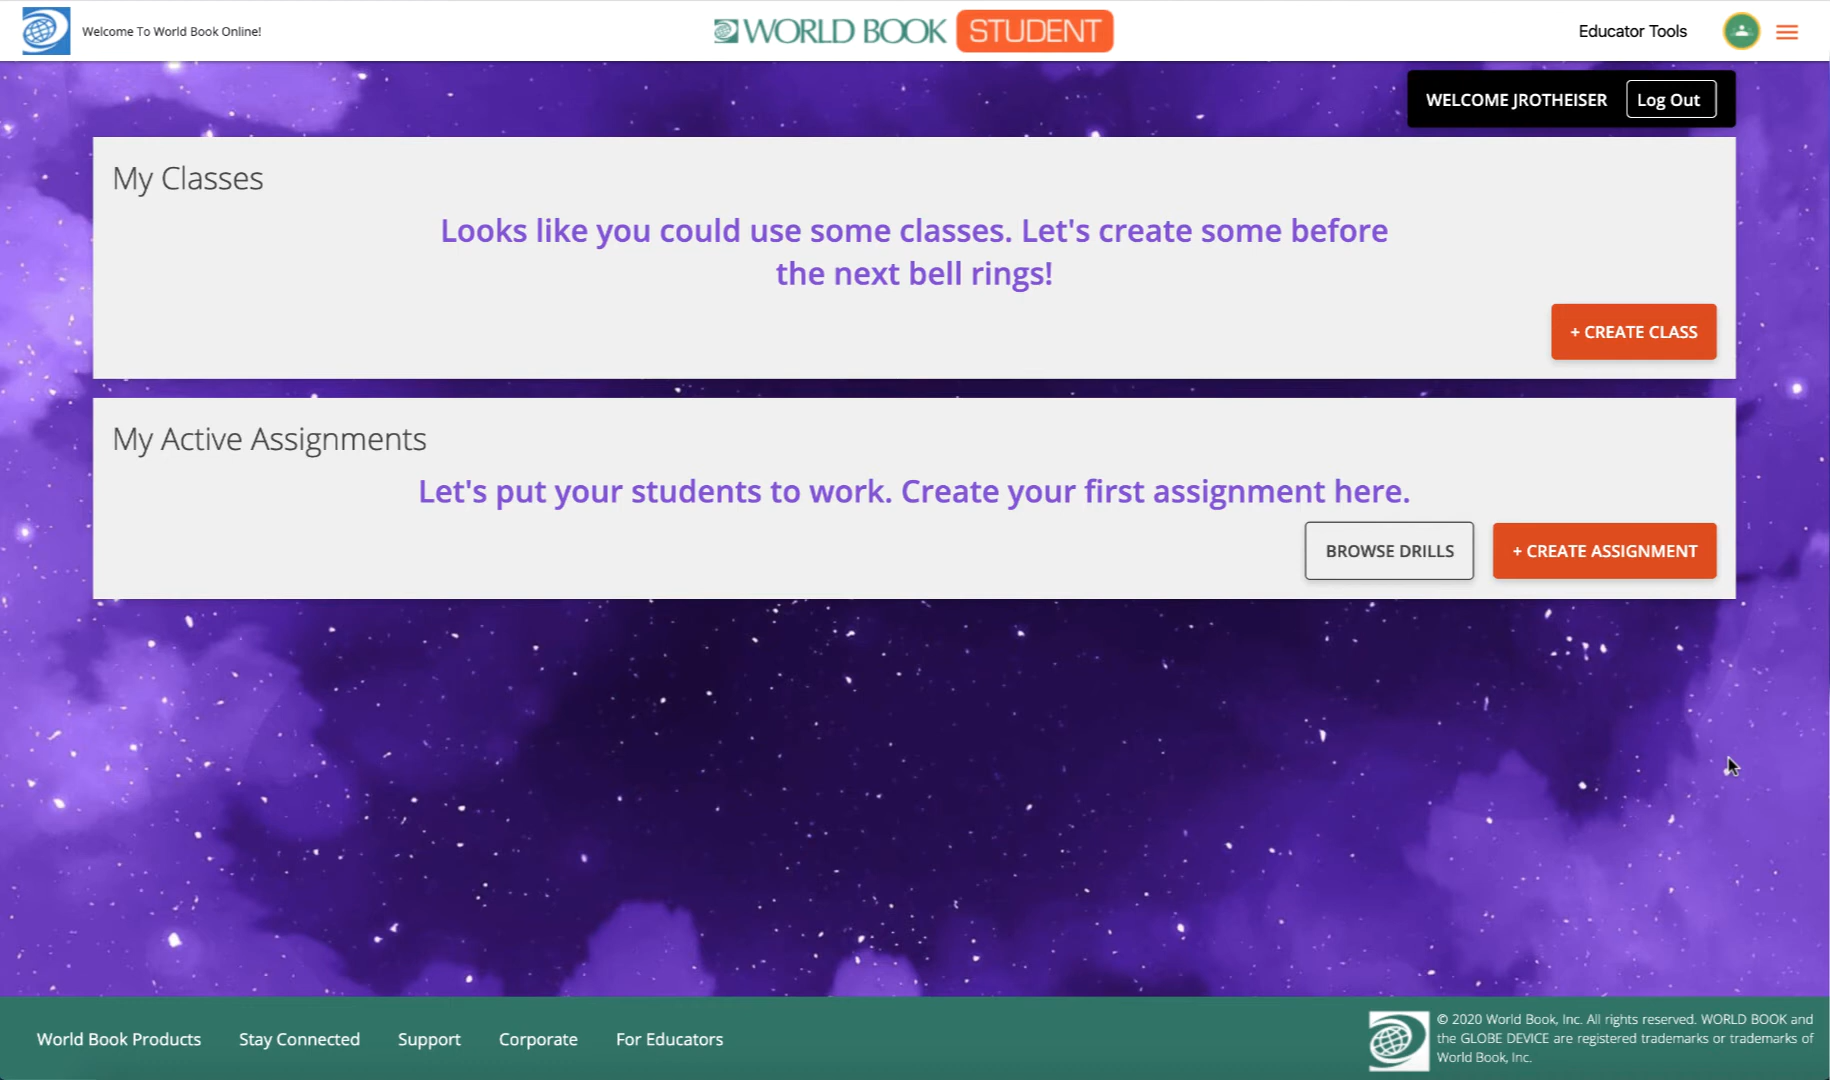 Welcome To World Book Online!
WORLD BOOK STUDENT
Educator Tools
WELCOME JROTHEISER
Log Out
My Classes
Looks like you could use some classes. Let's create some before
the next bell rings!
+ CREATE CLASS
My Active Assignments
Let's put your students to work. Create your first assignment here.
BROWSE DRILLS
+ CREATE ASSIGNMENT
World Book Products
Stay Connected
Support
Corporate
For Educators
© 2020 World Book, Inc. All rights reserved. WORLD BOOK and
the GLOBE DEVICE are registered trademarks or trademarks of
World Book, Inc.